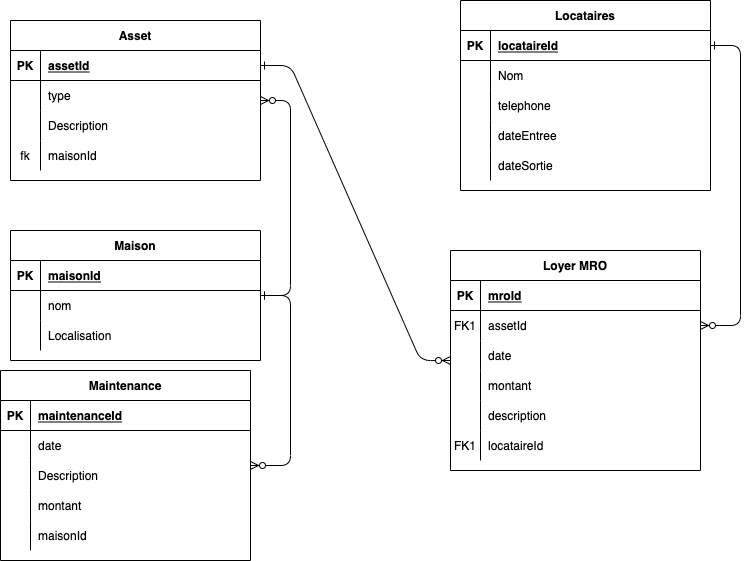 Asset
PK assetId
type
Description
fk maisonId
Locataires
PK locataireId
Nom
telephone
dateEntree
dateSortie
Maison
PK maisonId
nom
Localisation
Loyer MRO
PK mroId
FK1 assetId
date
montant
description
FK1 locataireId
Maintenance
PK maintenanceId
date
Description
montant
maisonId